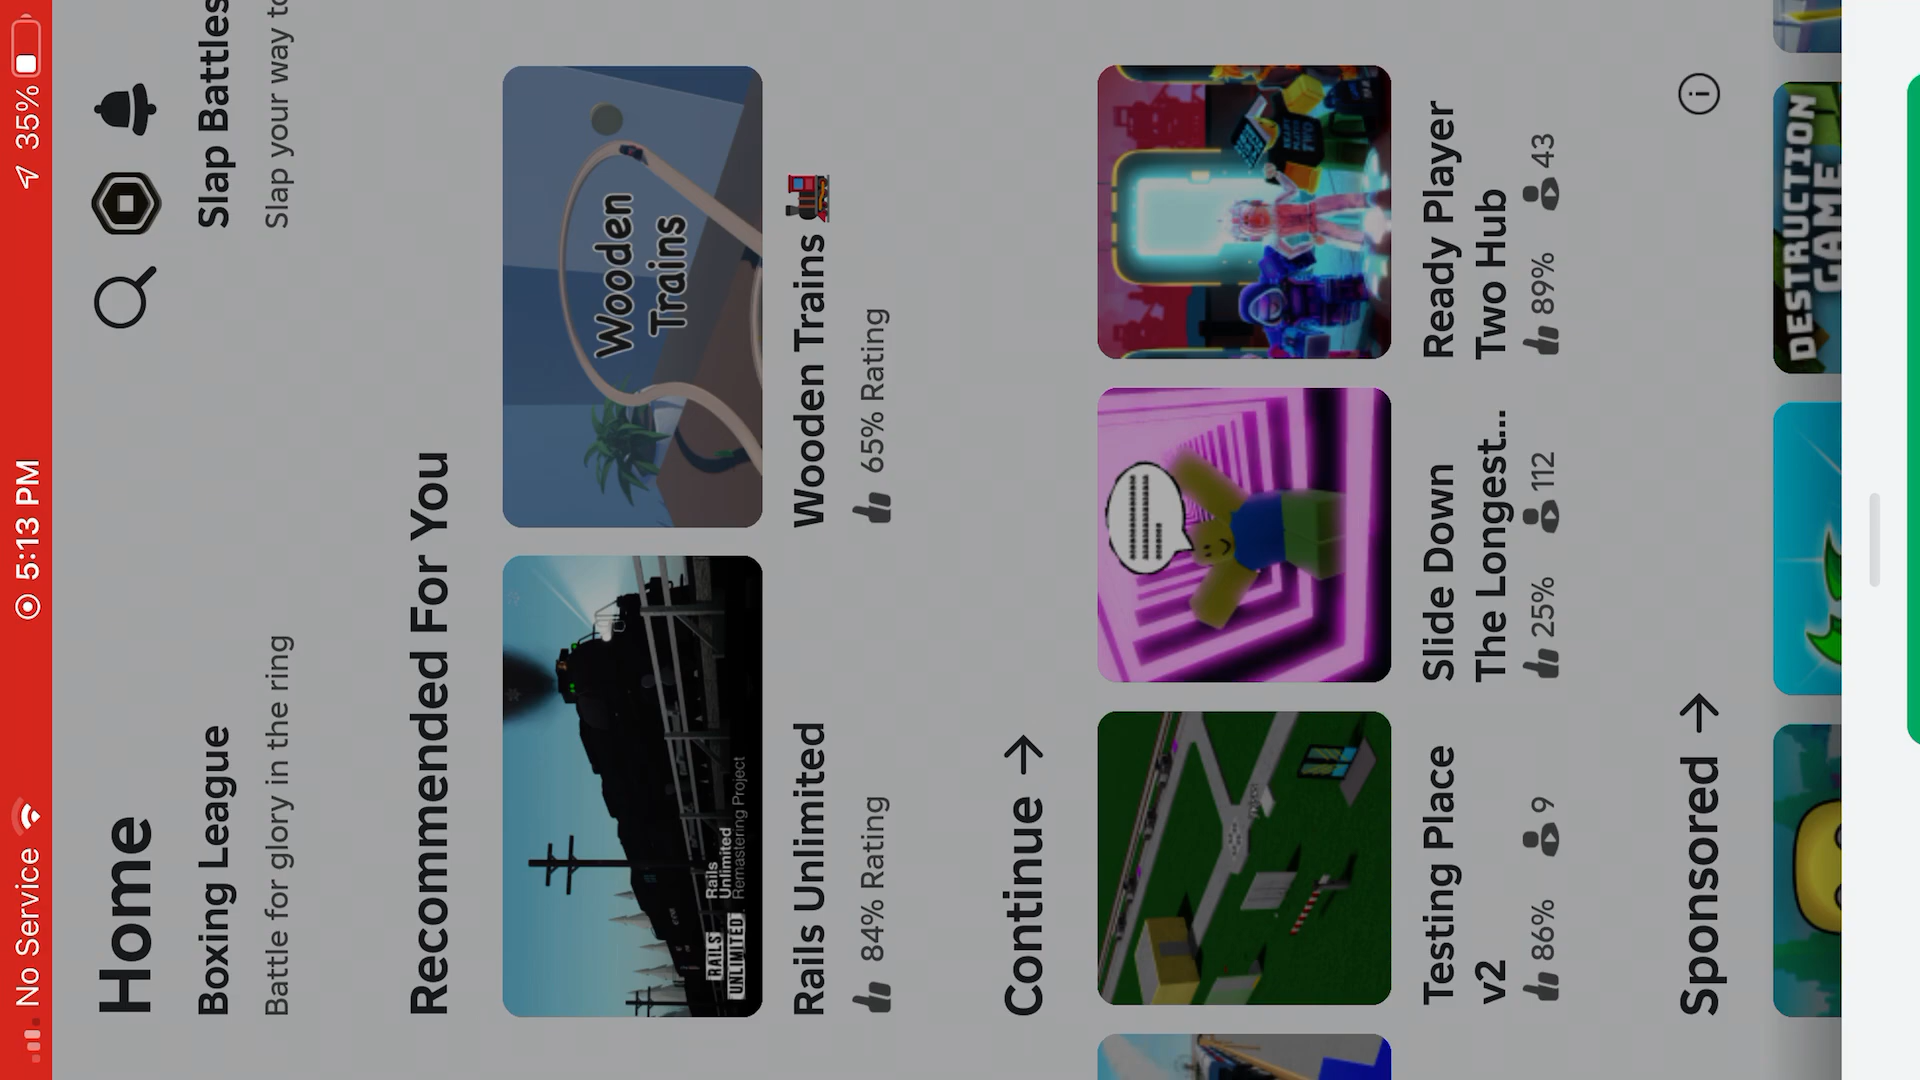 No Service
5:13 PM
35%
Home
Boxing League
Battle for glory in the ring
Slap Battles
Slap your way to
Recommended For You
RAILS
UNLIMITED
Rails
Unlimited
Remastering Project
Wooden
Trains
Rails Unlimited
84% Rating
Wooden Trains
65% Rating
Continue →
Testing Place
v2
86% 9
Slide Down
The Longest...
25% 112
Ready Player
Two Hub
89% 43
Sponsored →
DESTRUCTION
GAME